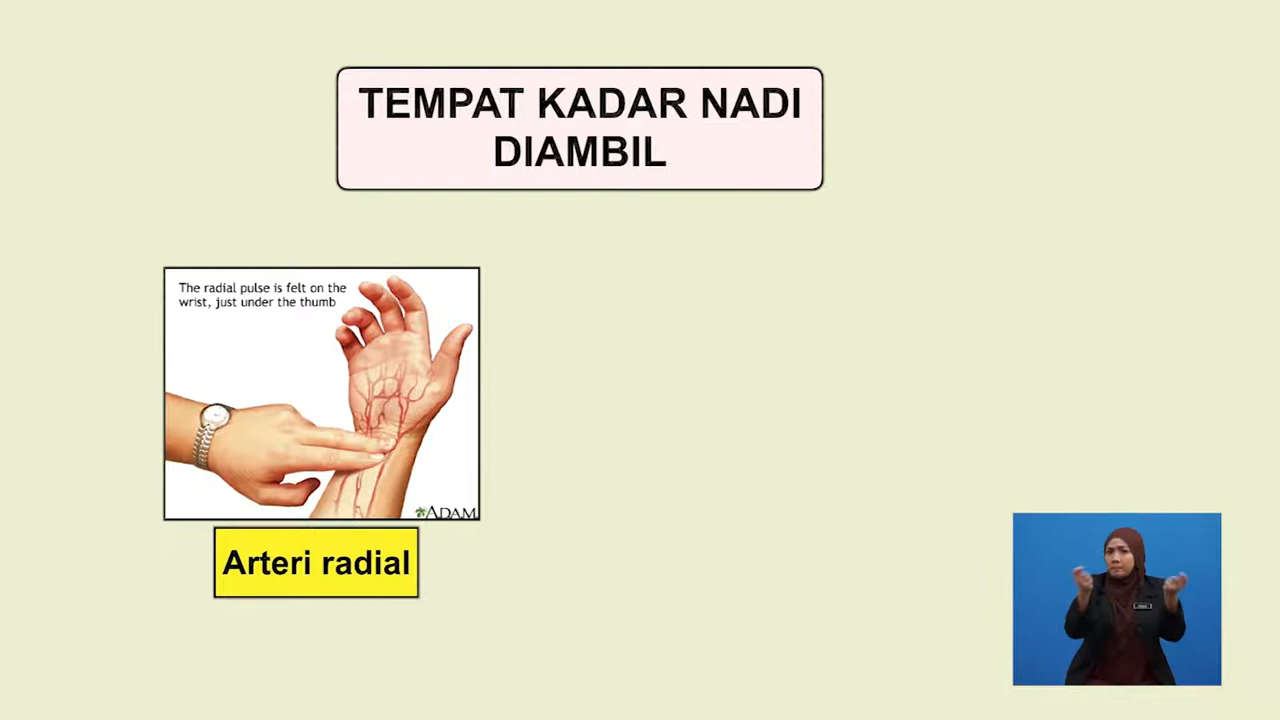 TEMPAT KADAR NADI
DIAMBIL
The radial pulse is felt on the
wrist, just under the thumb
ADAM
Arteri radial